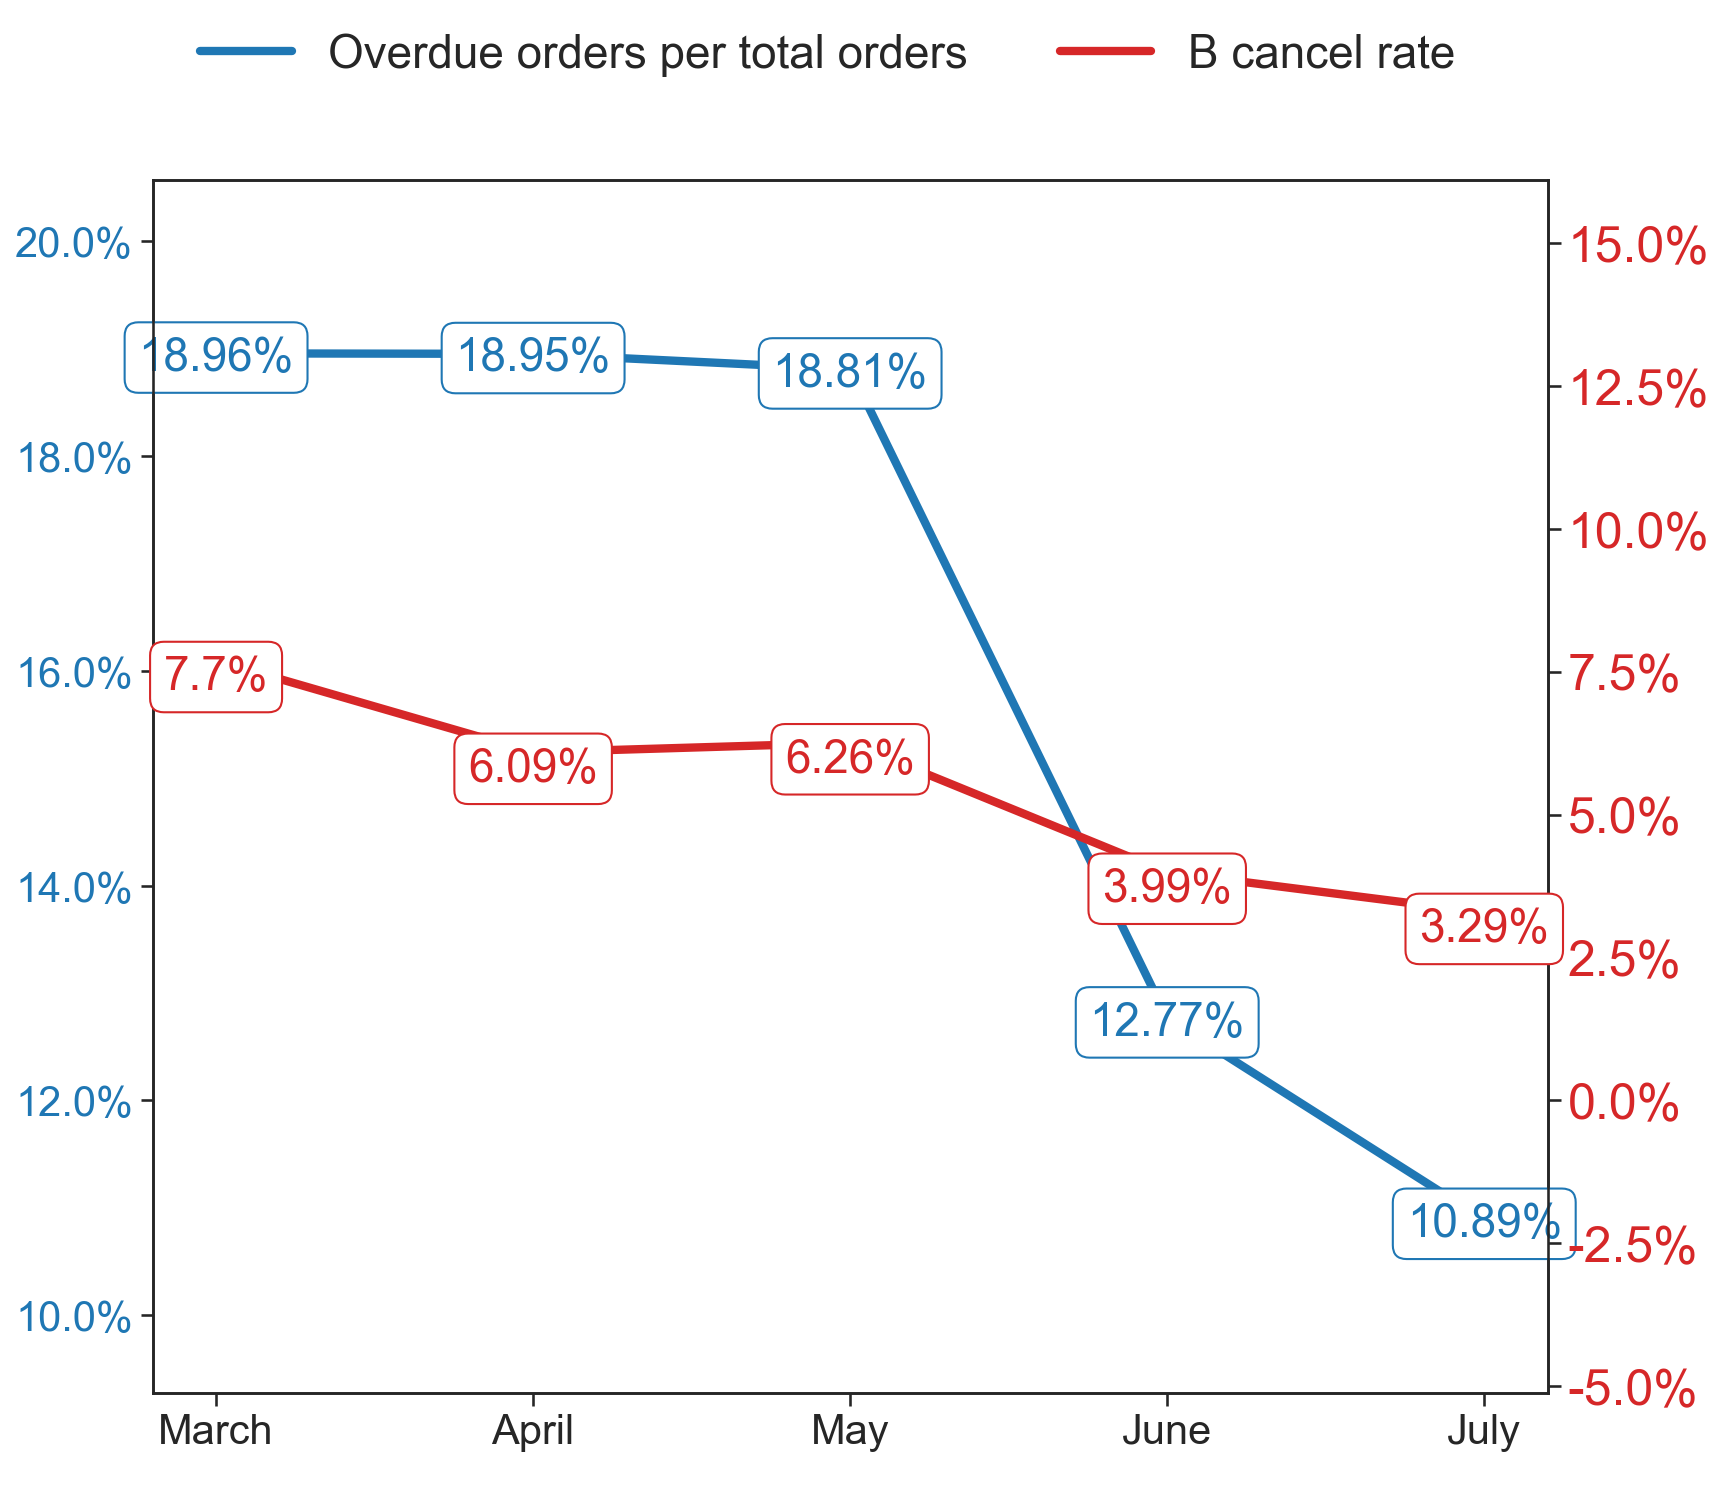 Overdue orders per total orders B cancel rate
20.0% 15.0%
18.96% 18.95% 18.81% 12.5%
18.0%
10.0%
16.0% 7.7% 7.5%
6.09% 6.26%
5.0%
14.0% 3.99% 3.29%
2.5%
12.77%
12.0% 0.0%
10.89% -2.5%
10.0%
-5.0%
March April May June July